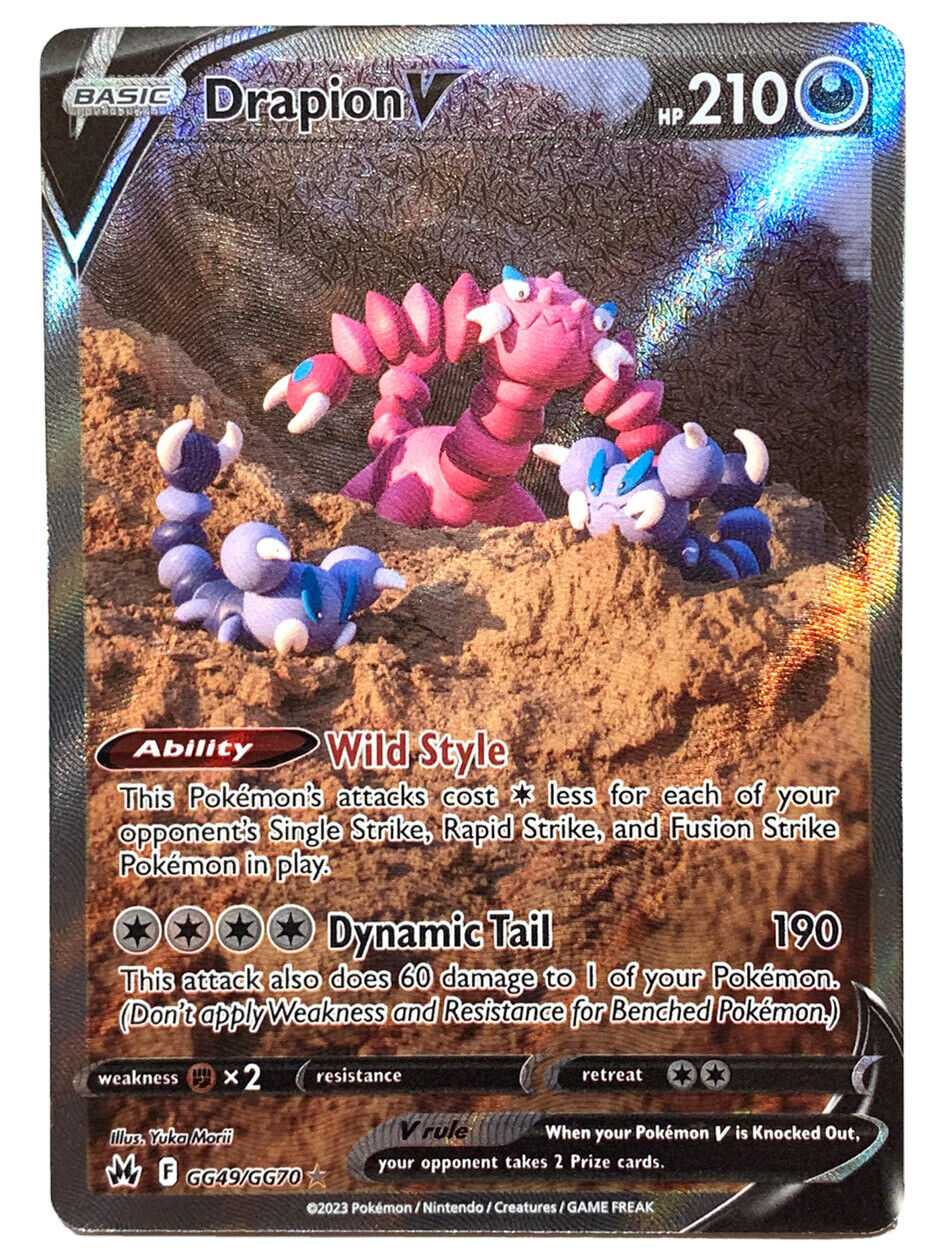 BASIC Drapion V HP 210
Ability Wild Style
This Pokémon's attacks cost ✶ less for each of your
opponent's Single Strike, Rapid Strike, and Fusion Strike
Pokémon in play.
Dynamic Tail 190
This attack also does 60 damage to 1 of your Pokémon.
(Don't apply Weakness and Resistance for Benched Pokémon.)
weakness ×2 resistance retreat
Illus. Yuka Morii
V rule When your Pokémon V is Knocked Out,
your opponent takes 2 Prize cards.
F GG49/GG70 ☆
©2023 Pokémon / Nintendo / Creatures / GAME FREAK